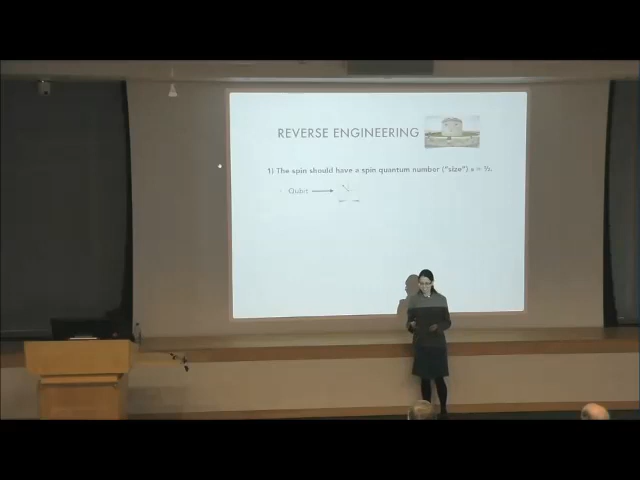 REVERSE ENGINEERING
1) The spin should have a spin quantum number ("size") s = ½.
Qubit